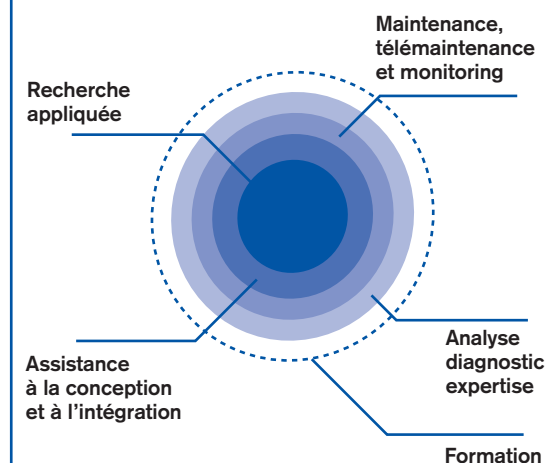 Maintenance,
télémaintenance
et monitoring
Recherche
appliquée
Assistance
à la conception
et à l’intégration
Analyse
diagnostic
expertise
Formation